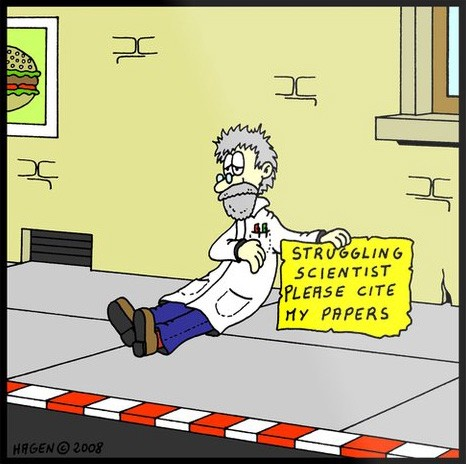 STRUGGLING
SCIENTIST
PLEASE CITE
MY PAPERS
HAGEN © 2008